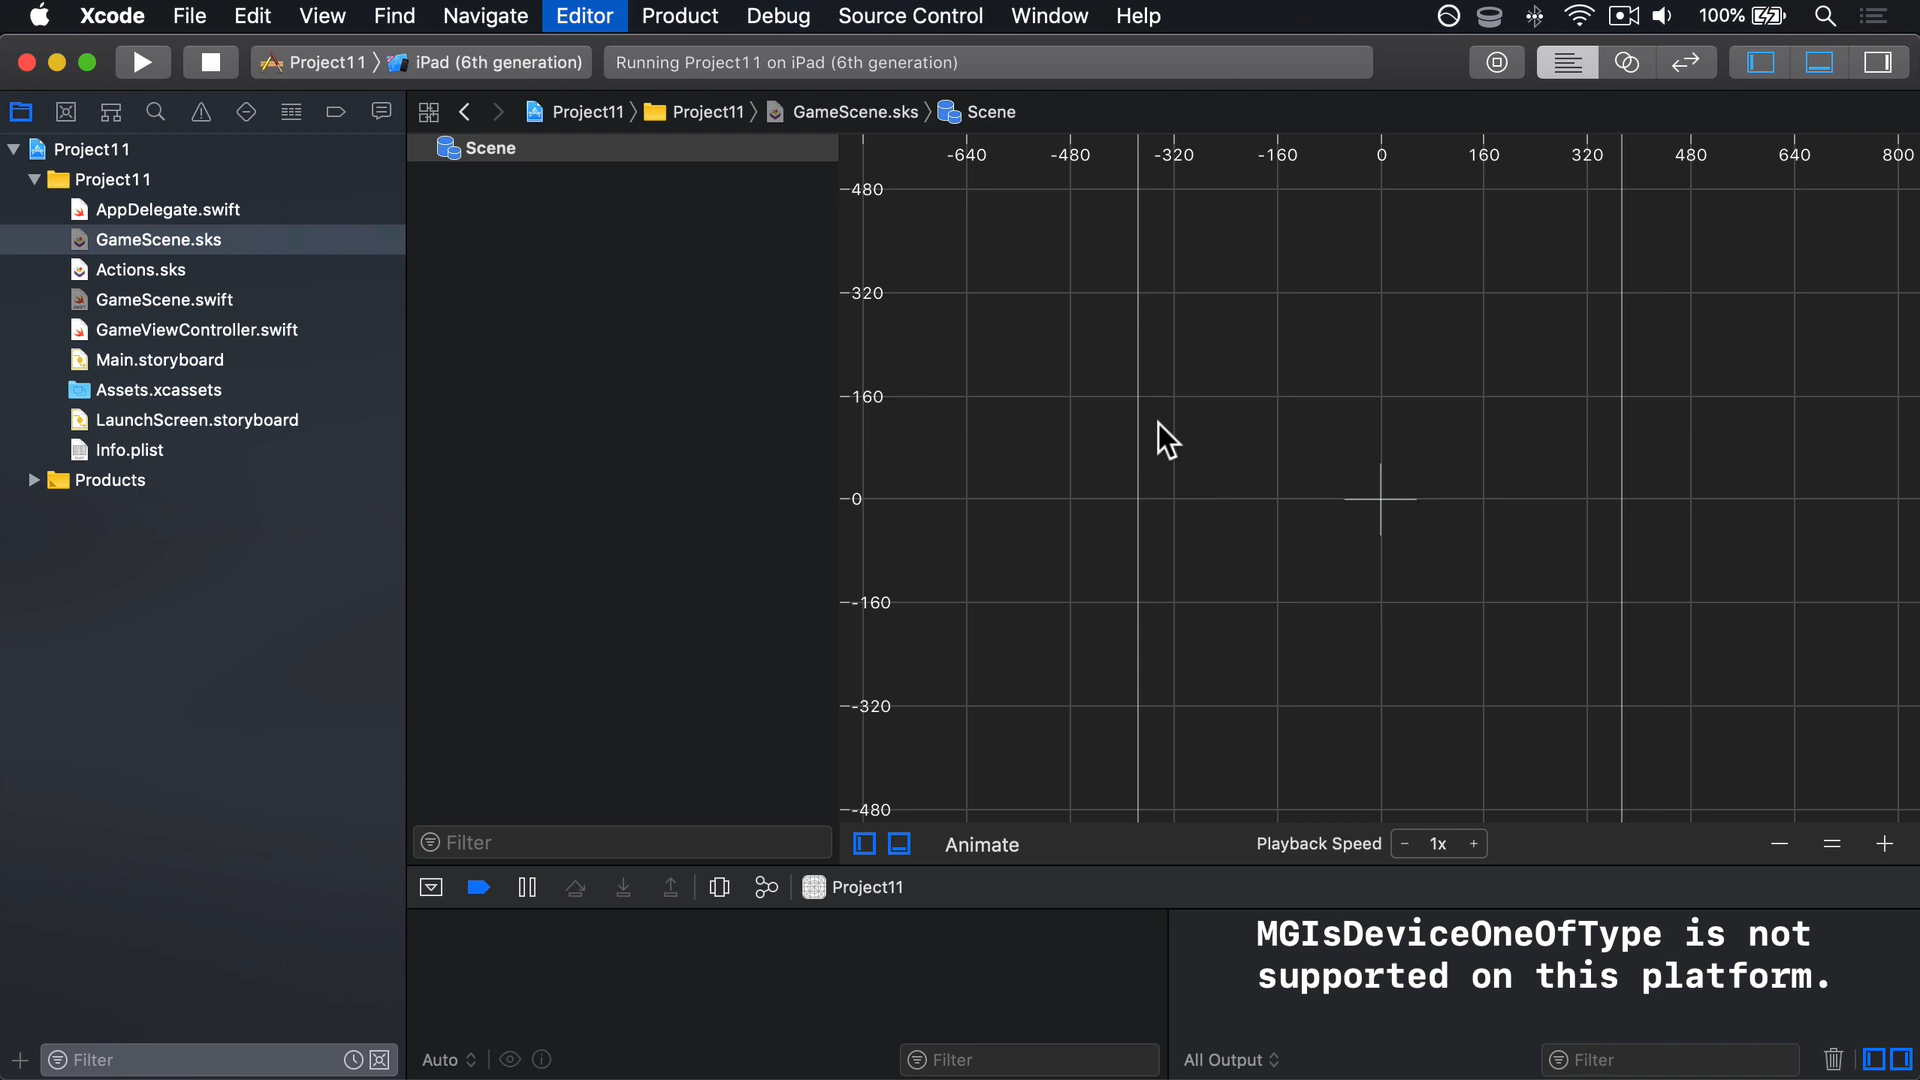 Xcode File Edit View Find Navigate Editor Product Debug Source Control Window Help 100%
Project11 iPad (6th generation) Running Project11 on iPad (6th generation)
Project11 Project11 GameScene.sks Scene
Project11
Project11
AppDelegate.swift
GameScene.sks
Actions.sks
GameScene.swift
GameViewController.swift
Main.storyboard
Assets.xcassets
LaunchScreen.storyboard
Info.plist
Products
Filter
Scene
Filter
-640 -480 -320 -160 0 160 320 480 640 800
480
320
160
0
-160
-320
-480
Animate Playback Speed - 1x +
Project11
Auto Filter
MGIsDeviceOneOfType is not
supported on this platform.
All Output Filter